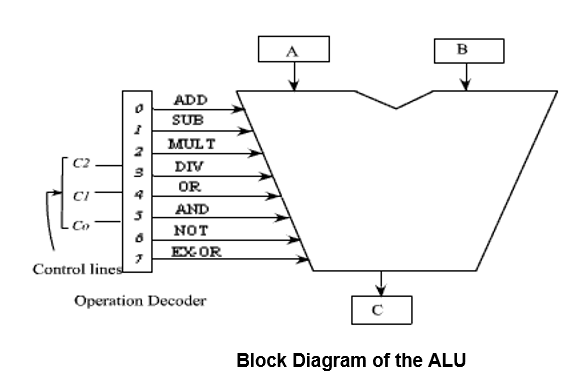 A
B
0 ADD
1 SUB
2 MULT
3 DIV
4 OR
5 AND
6 NOT
7 EX-OR
C2
C1
Co
Control lines
Operation Decoder
C
Block Diagram of the ALU